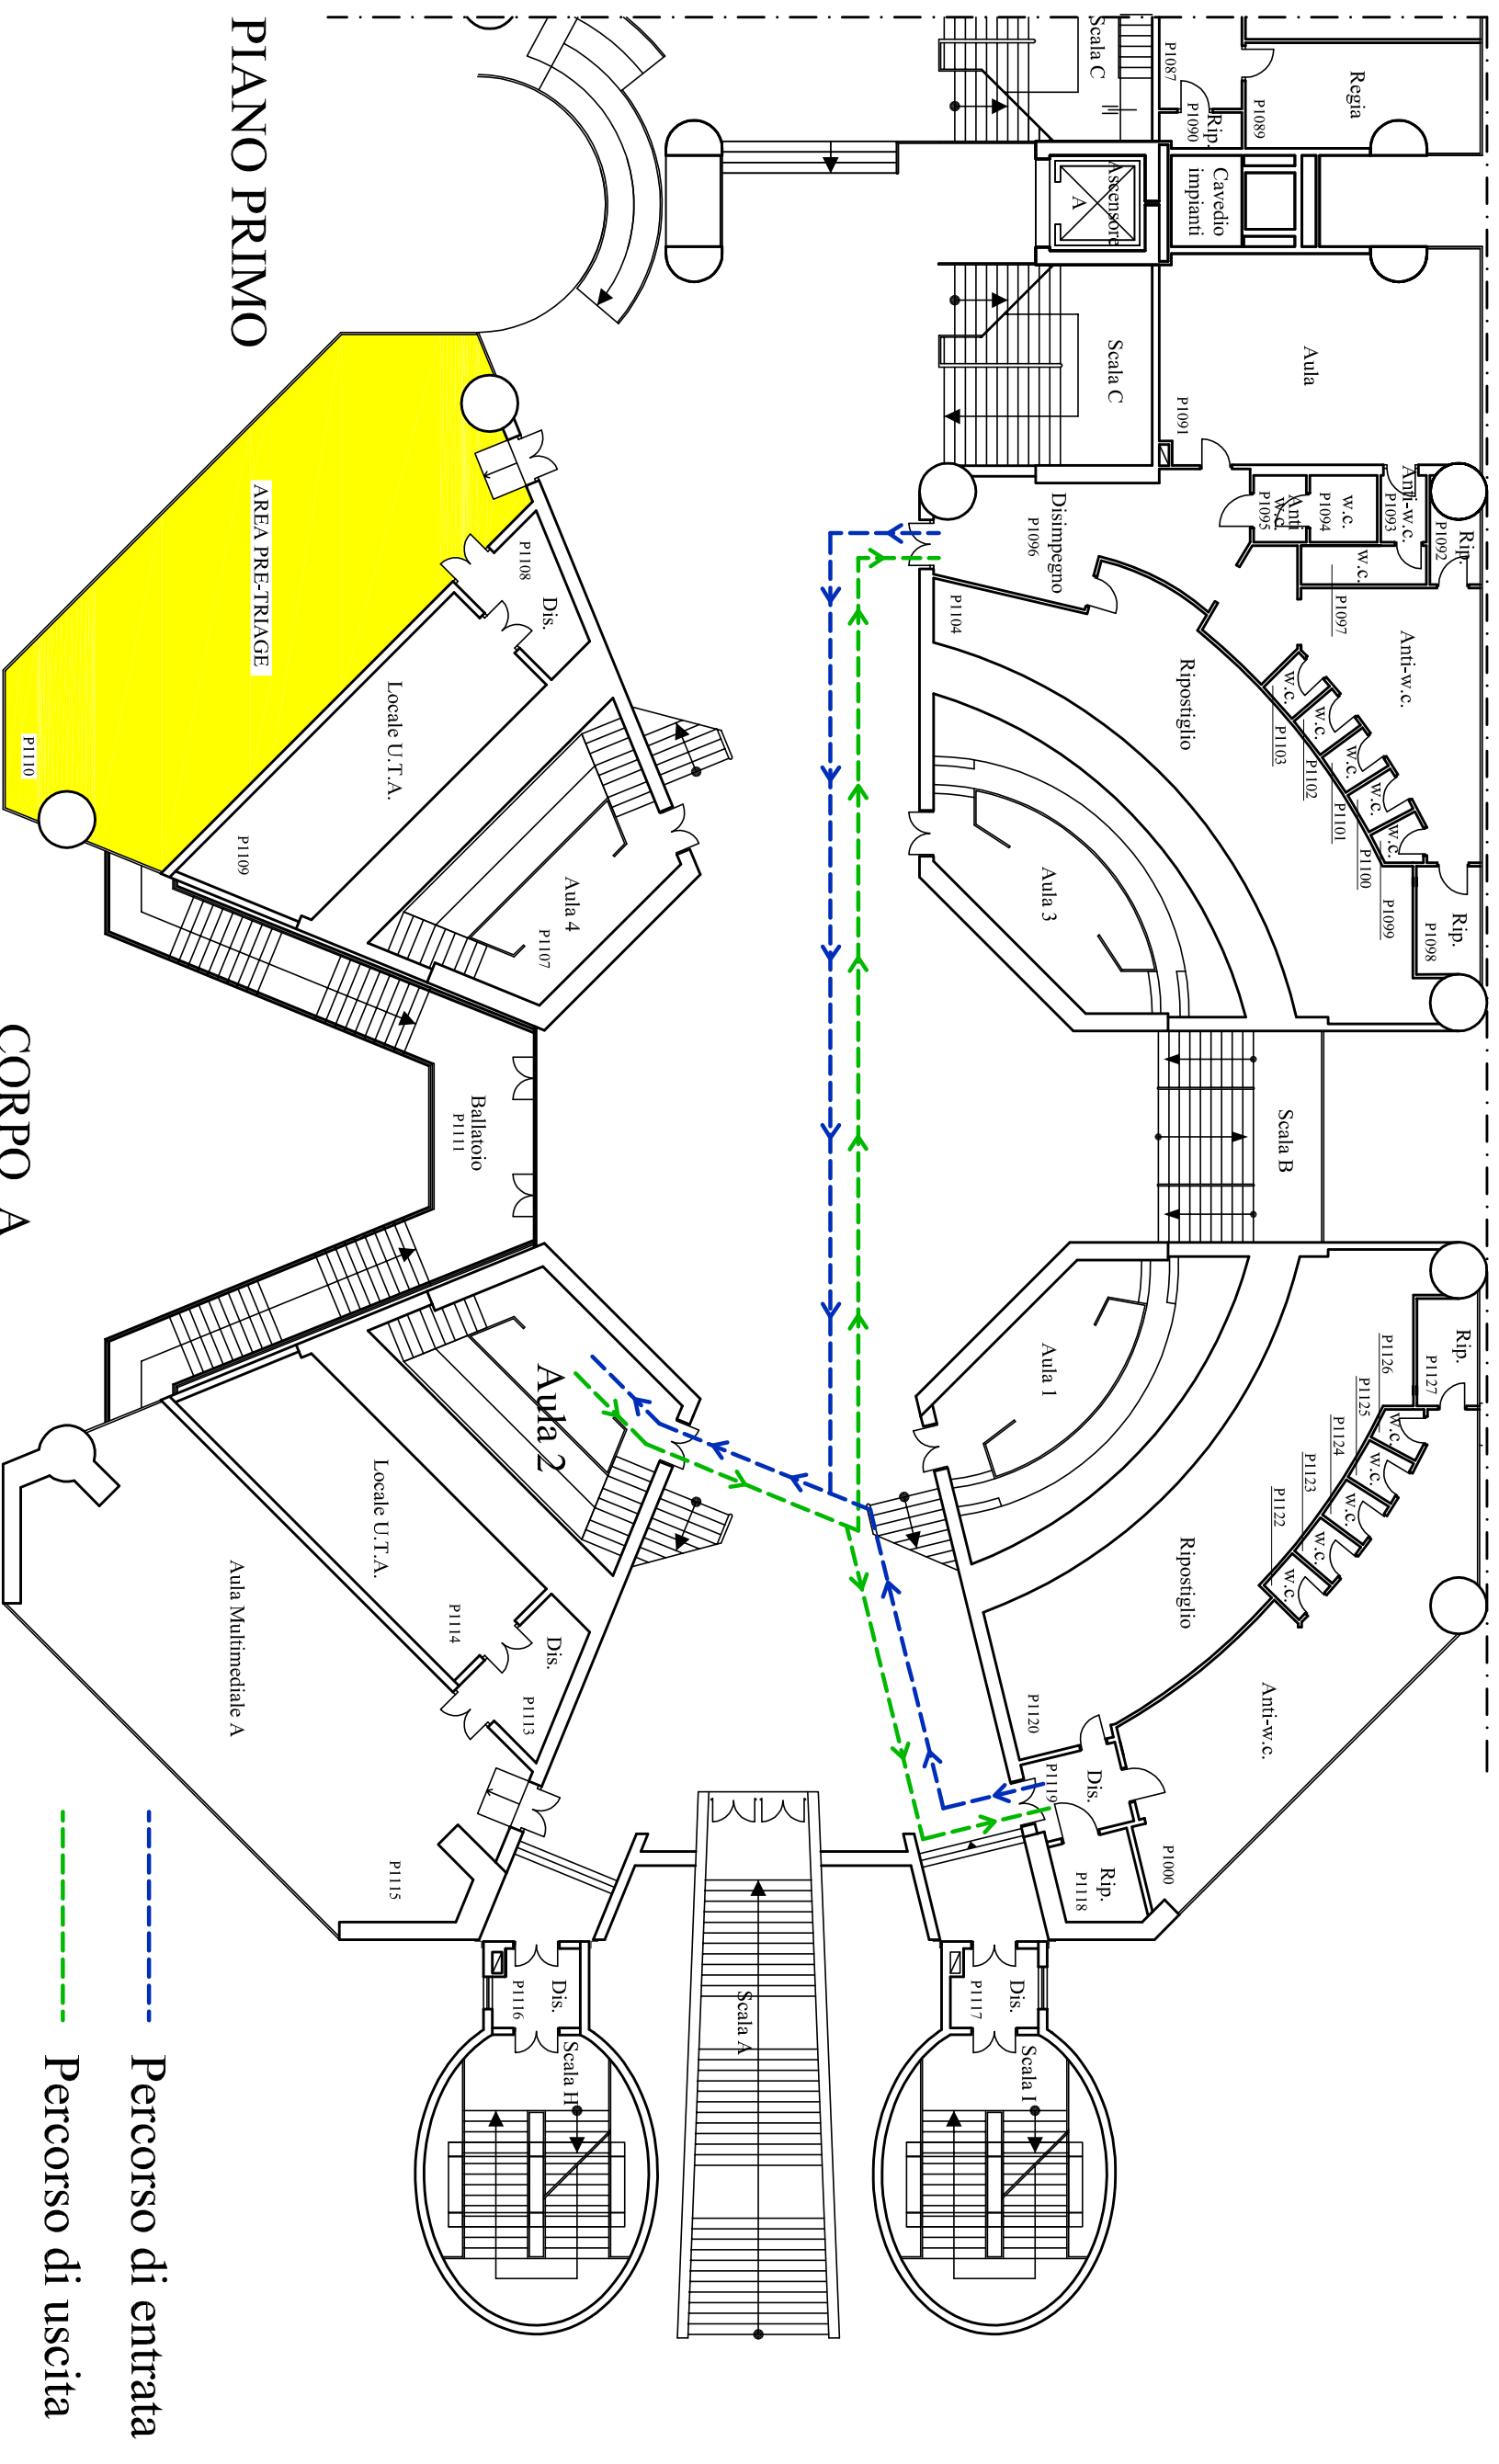 Regia
P1089
Rip.
P1090
P1087
Scala C
Cavedio
impianti
Ascensore
A
Aula
P1091
Scala C
Rip.
P1092
Anti-w.c.
P1093
w.c.
P1094
Anti
w.c.
P1095
w.c.
P1097
Disimpegno
P1096
Anti-w.c.
Ripostiglio
P1104
w.c.
P1103
w.c.
P1102
w.c.
P1101
w.c.
P1100
w.c.
P1099
Rip.
P1098
Aula 3
Scala B
Aula 1
Rip.
P1127
w.c.
P1126
w.c.
P1125
w.c.
P1124
w.c.
P1123
w.c.
P1122
Ripostiglio
Anti-w.c.
P1120
Dis.
P1119
P1000
Rip.
P1118
Dis.
P1117
Scala I
Scala A
Dis.
P1116
Scala H
Dis.
P1108
Locale U.T.A.
P1109
Aula 4
P1107
AREA PRE-TRIAGE
P1110
Ballatoio
P1111
Aula 2
Locale U.T.A.
P1114
Dis.
P1113
Aula Multimediale A
P1115
PIANO PRIMO
CORPO A
Percorso di entrata
Percorso di uscita